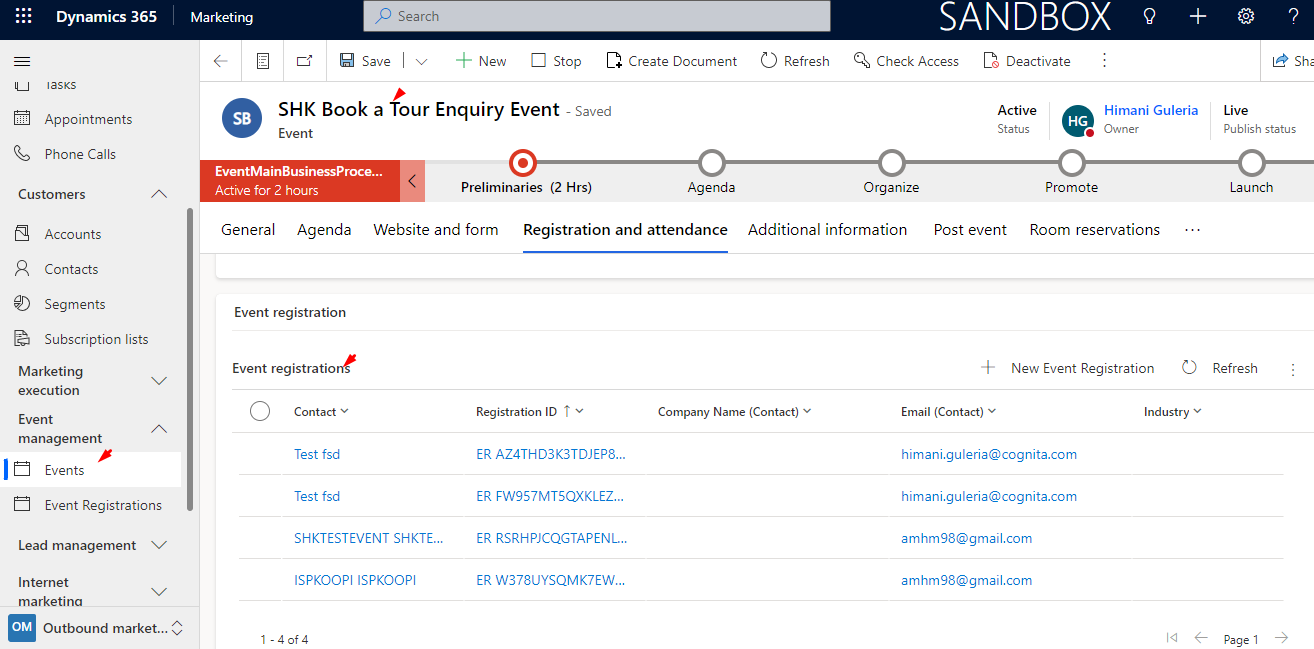 Dynamics 365
Marketing
Search
SANDBOX
?
Save
New
Stop
Create Document
Refresh
Check Access
Deactivate
Sha
Tasks
Appointments
Phone Calls
Customers
Accounts
Contacts
Segments
Subscription lists
Marketing
execution
Event
management
Events
Event Registrations
Lead management
Internet
marketing
OM
Outbound market...
SB
SHK Book a Tour Enquiry Event - Saved
Event
Active
Status
HG
Himani Guleria
Owner
Live
Publish status
EventMainBusinessProce...
Active for 2 hours
Preliminaries (2 Hrs)
Agenda
Organize
Promote
Launch
General
Agenda
Website and form
Registration and attendance
Additional information
Post event
Room reservations
Event registration
Event registrations
New Event Registration
Refresh
Contact
Registration ID ↑
Company Name (Contact)
Email (Contact)
Industry
Test fsd ER AZ4THD3K3TDJEP8... himani.guleria@cognita.com
Test fsd ER FW957MT5QXKLEZ... himani.guleria@cognita.com
SHKTESTEVENT SHKTE... ER RSRHPJCQGTAPENL... amhm98@gmail.com
ISPKOOPI ISPKOOPI ER W378UYSQMK7EW... amhm98@gmail.com
1 - 4 of 4
Page 1